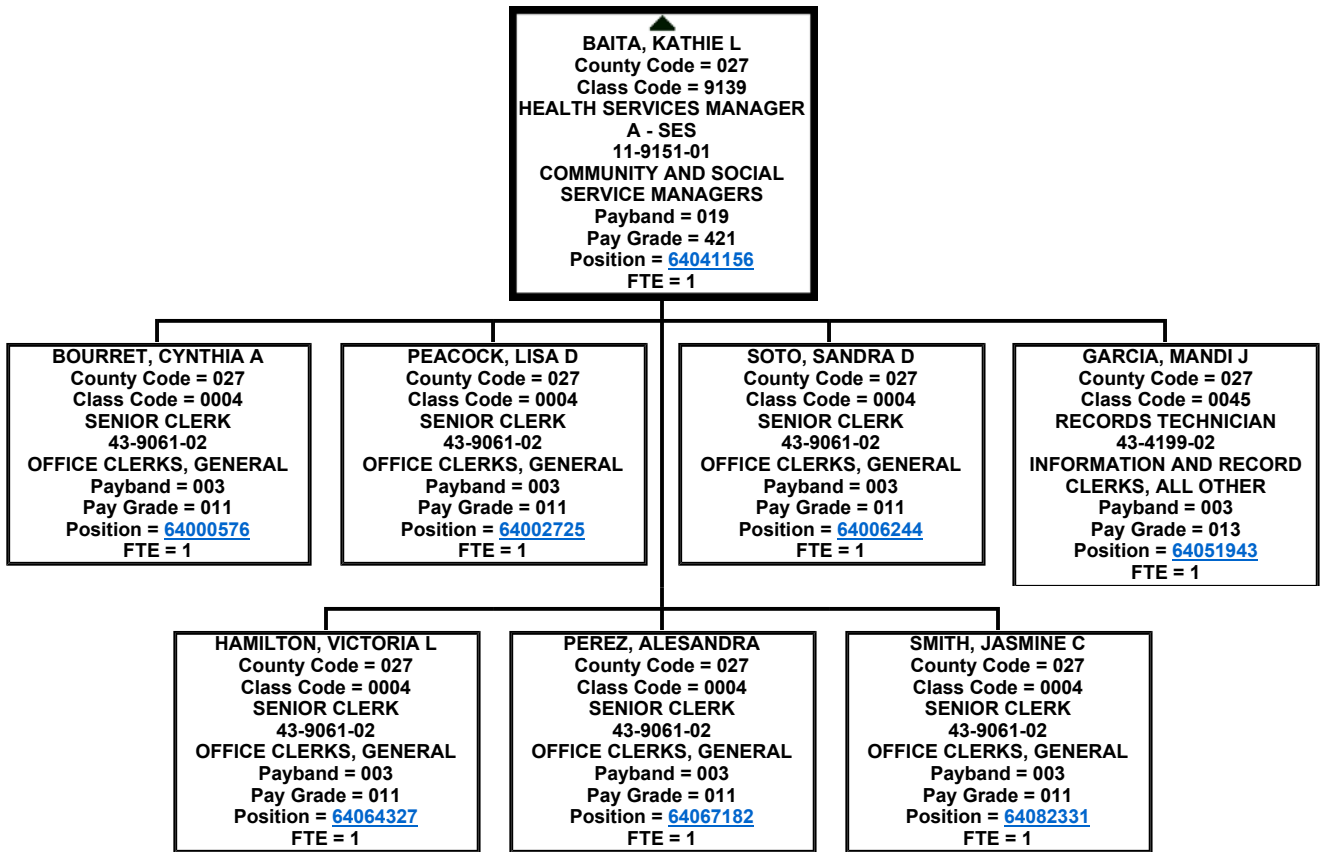 BAITA, KATHIE L
County Code = 027
Class Code = 9139
HEALTH SERVICES MANAGER
A - SES
11-9151-01
COMMUNITY AND SOCIAL
SERVICE MANAGERS
Payband = 019
Pay Grade = 421
Position = 64041156
FTE = 1
BOURRET, CYNTHIA A
County Code = 027
Class Code = 0004
SENIOR CLERK
43-9061-02
OFFICE CLERKS, GENERAL
Payband = 003
Pay Grade = 011
Position = 64000576
FTE = 1
PEACOCK, LISA D
County Code = 027
Class Code = 0004
SENIOR CLERK
43-9061-02
OFFICE CLERKS, GENERAL
Payband = 003
Pay Grade = 011
Position = 64002725
FTE = 1
SOTO, SANDRA D
County Code = 027
Class Code = 0004
SENIOR CLERK
43-9061-02
OFFICE CLERKS, GENERAL
Payband = 003
Pay Grade = 011
Position = 64006244
FTE = 1
GARCIA, MANDI J
County Code = 027
Class Code = 0045
RECORDS TECHNICIAN
43-4199-02
INFORMATION AND RECORD
CLERKS, ALL OTHER
Payband = 003
Pay Grade = 013
Position = 64051943
FTE = 1
HAMILTON, VICTORIA L
County Code = 027
Class Code = 0004
SENIOR CLERK
43-9061-02
OFFICE CLERKS, GENERAL
Payband = 003
Pay Grade = 011
Position = 64064327
FTE = 1
PEREZ, ALESANDRA
County Code = 027
Class Code = 0004
SENIOR CLERK
43-9061-02
OFFICE CLERKS, GENERAL
Payband = 003
Pay Grade = 011
Position = 64067182
FTE = 1
SMITH, JASMINE C
County Code = 027
Class Code = 0004
SENIOR CLERK
43-9061-02
OFFICE CLERKS, GENERAL
Payband = 003
Pay Grade = 011
Position = 64082331
FTE = 1